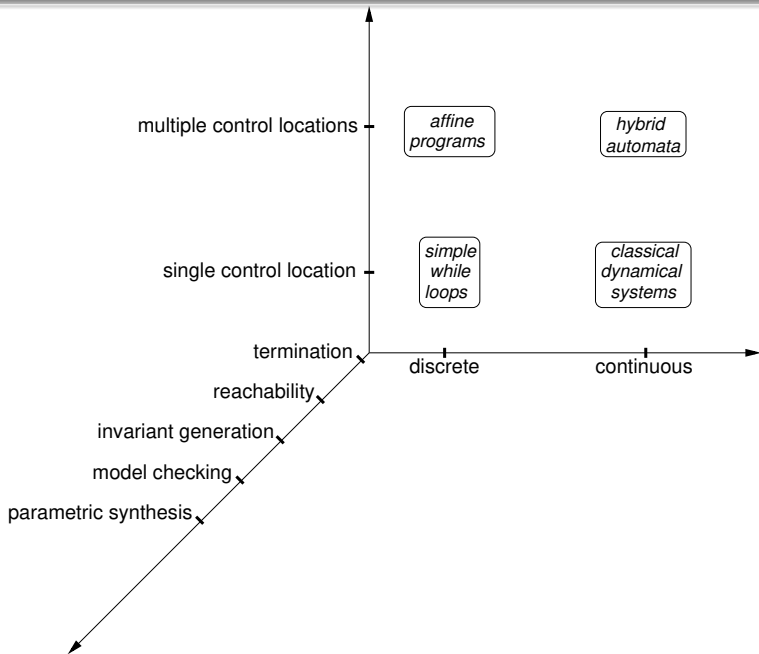 multiple control locations
affine
programs
hybrid
automata
single control location
simple
while
loops
classical
dynamical
systems
termination
discrete
continuous
reachability
invariant generation
model checking
parametric synthesis